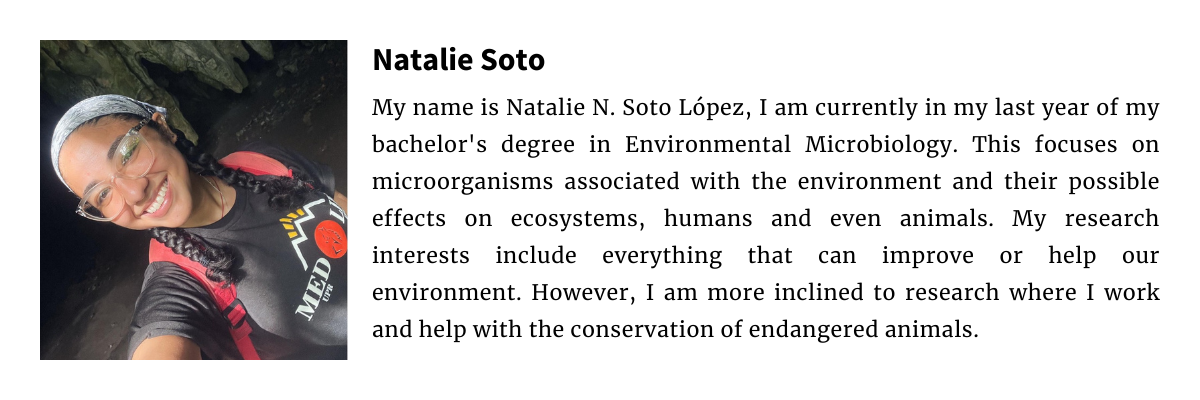 Natalie Soto
My name is Natalie N. Soto López, I am currently in my last year of my
bachelor's degree in Environmental Microbiology. This focuses on
microorganisms associated with the environment and their possible
effects on ecosystems, humans and even animals. My research
interests include everything that can improve or help our
environment. However, I am more inclined to research where I work
and help with the conservation of endangered animals.
MED
UPR